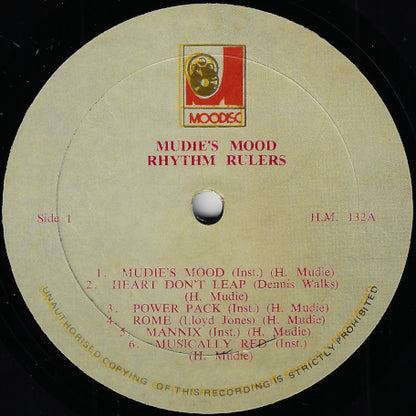 MOODISC
MUDIE'S MOOD
RHYTHM RULERS
Side 1
H.M. 132A
1. MUDIE'S MOOD (Inst.) (H. Mudie)
2. HEART DON'T LEAP (Dennis Walks)
(H. Mudie)
3. POWER PACK (Inst.) (H. Mudie)
4. ROME (Lloyd Jones) (H. Mudie)
5. MANNIX (Inst.) (H. Mudie)
6. MUSICALLY RED (Inst.)
(H. Mudie)
UNAUTHORISED COPYING OF THIS RECORDING IS STRICTLY PROHIBITED